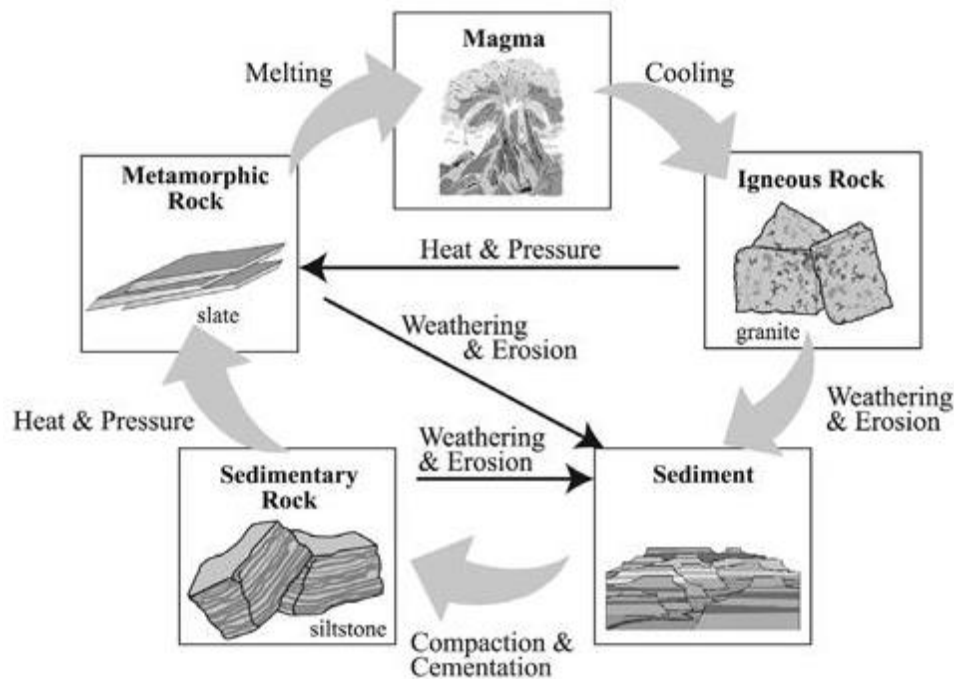 Magma
Melting
Cooling
Metamorphic
Rock
slate
Igneous Rock
granite
Heat & Pressure
Weathering
& Erosion
Heat & Pressure
Weathering
& Erosion
Weathering
& Erosion
Sedimentary
Rock
siltstone
Sediment
Compaction &
Cementation